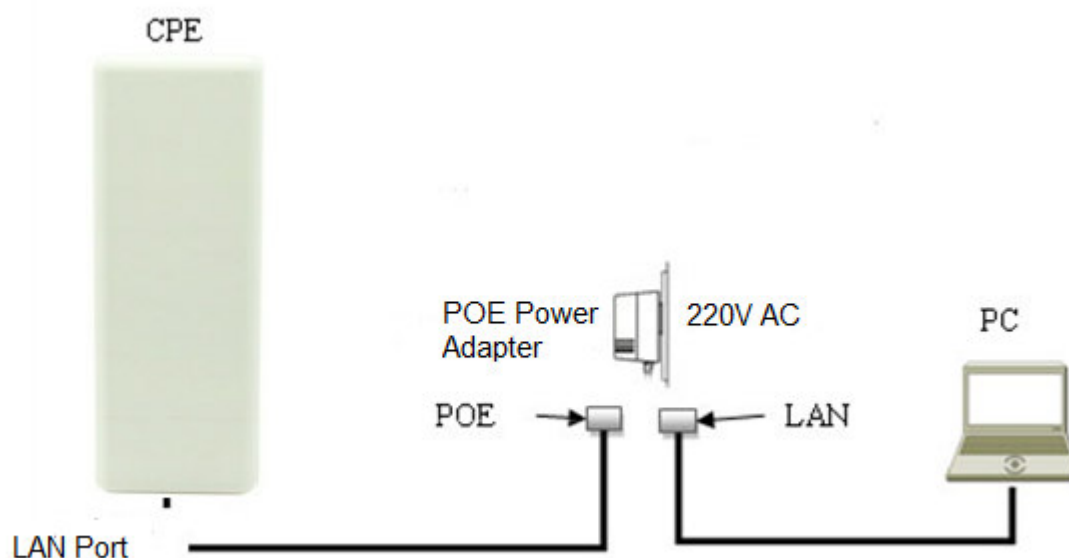 CPE
POE Power
Adapter
220V AC
PC
POE
LAN
LAN Port